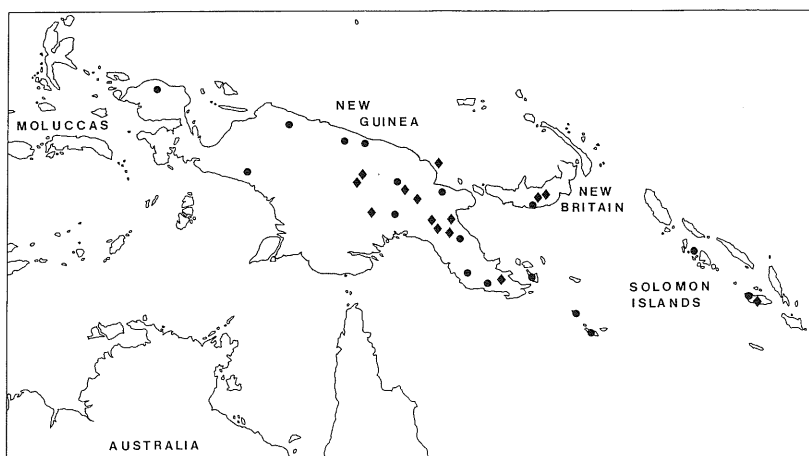 NEW
GUINEA
MOLUCCAS
NEW
BRITAIN
SOLOMON
ISLANDS
AUSTRALIA